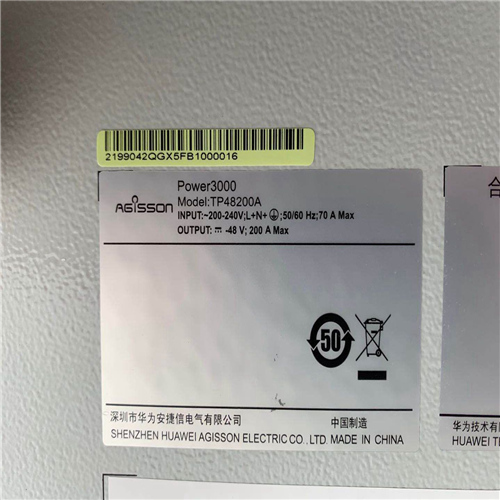 2199042QGX5FB1000016
AGISSON
Power3000
Model:TP48200A
INPUT:~200-240V;L+N+⏚;50/60 Hz;70 A Max
OUTPUT: ⎓ -48 V; 200 A Max
50
深圳市华为安捷信电气有限公司 中国制造
SHENZHEN HUAWEI AGISSON ELECTRIC CO., LTD. MADE IN CHINA
合
华为技术有
HUAWEI